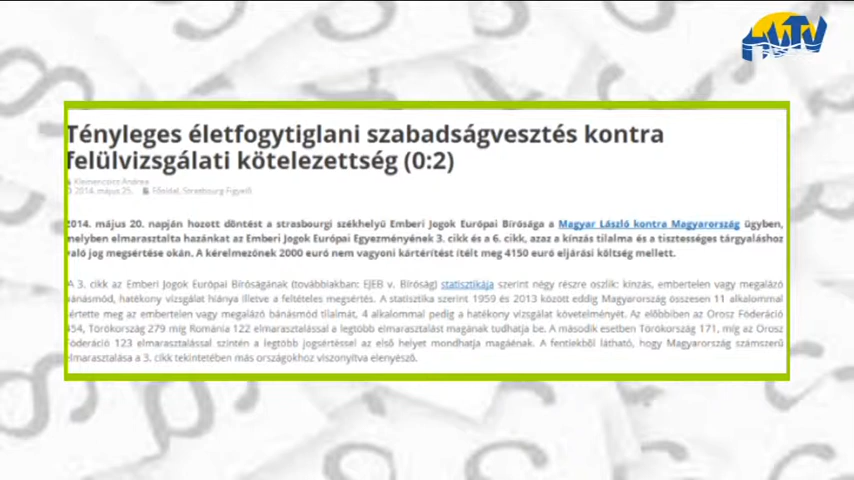 MTV
Tényleges életfogytiglani szabadságvesztés kontra
felülvizsgálati kötelezettség (0:2)
Klemencsics Andrea
2014. május 25. Főoldal, Strasbourg Figyelő
2014. május 20. napján hozott döntést a strasbourgi székhelyű Emberi Jogok Európai Bírósága a Magyar László kontra Magyarország ügyben,
melyben elmarasztalta hazánkat az Emberi Jogok Európai Egyezményének 3. cikk és a 6. cikk, azaz a kínzás tilalma és a tisztességes tárgyaláshoz
való jog megsértése okán. A kérelmezőnek 2000 euró nem vagyoni kártérítést ítélt meg 4150 euró eljárási költség mellett.
A 3. cikk az Emberi Jogok Európai Bíróságának (továbbiakban: EJEB v. Bíróság) statisztikája szerint négy részre oszlik: kínzás, embertelen vagy megalázó
bánásmód, hatékony vizsgálat hiánya illetve a feltételes megsértés. A statisztika szerint 1959 és 2013 között eddig Magyarország összesen 11 alkalommal
sértette meg az embertelen vagy megalázó bánásmód tilalmát, 4 alkalommal pedig a hatékony vizsgálat követelményét. Az előbbiben az Orosz Föderáció
454, Törökország 279 míg Románia 122 elmarasztalással a legtöbb elmarasztalást magának tudhatja be. A második esetben Törökország 171, míg az Orosz
Föderáció 123 elmarasztalással szintén a legtöbb jogsértéssel az első helyet mondhatja magáénak. A fentiekből látható, hogy Magyarország számszerű
elmarasztalása a 3. cikk tekintetében más országokhoz viszonyítva elenyésző.